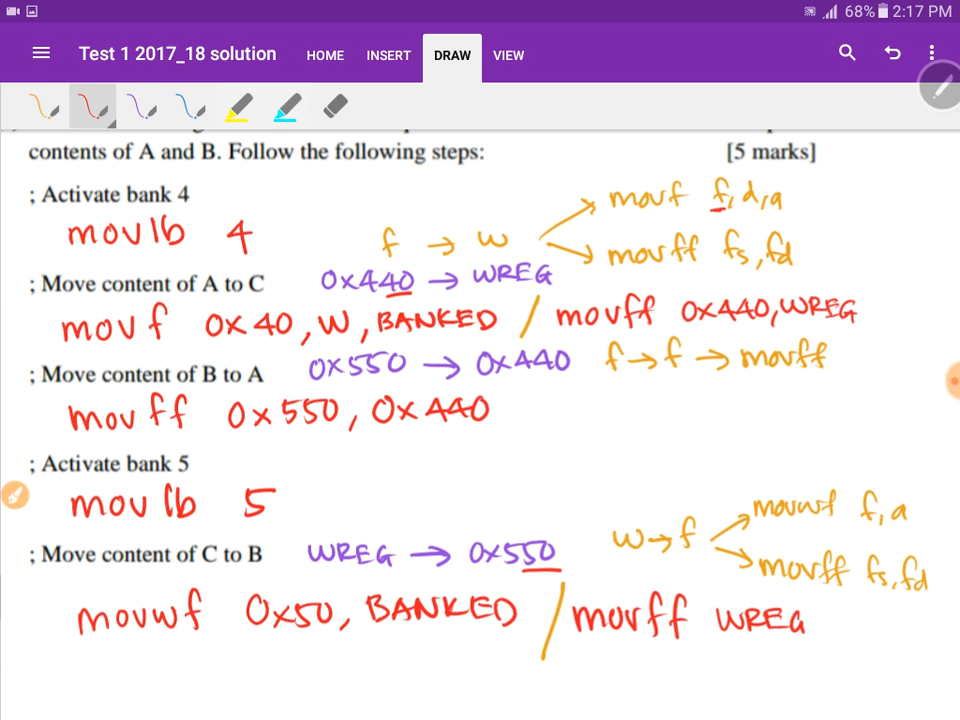 68% 2:17 PM
Test 1 2017_18 solution HOME INSERT DRAW VIEW
contents of A and B. Follow the following steps: [5 marks]
; Activate bank 4
movlb 4
f → w
movf f, d, a
movff fs, fd
; Move content of A to C 0x440 → WREG
movf 0x40, W, BANKED / movff 0x440, WREG
; Move content of B to A 0x550 → 0x440 f → f → movff
movff 0x550, 0x440
; Activate bank 5
movlb 5
; Move content of C to B WREG → 0x550
w → f
movwf f, a
movff fs, fd
movwf 0x50, BANKED / movff WREG